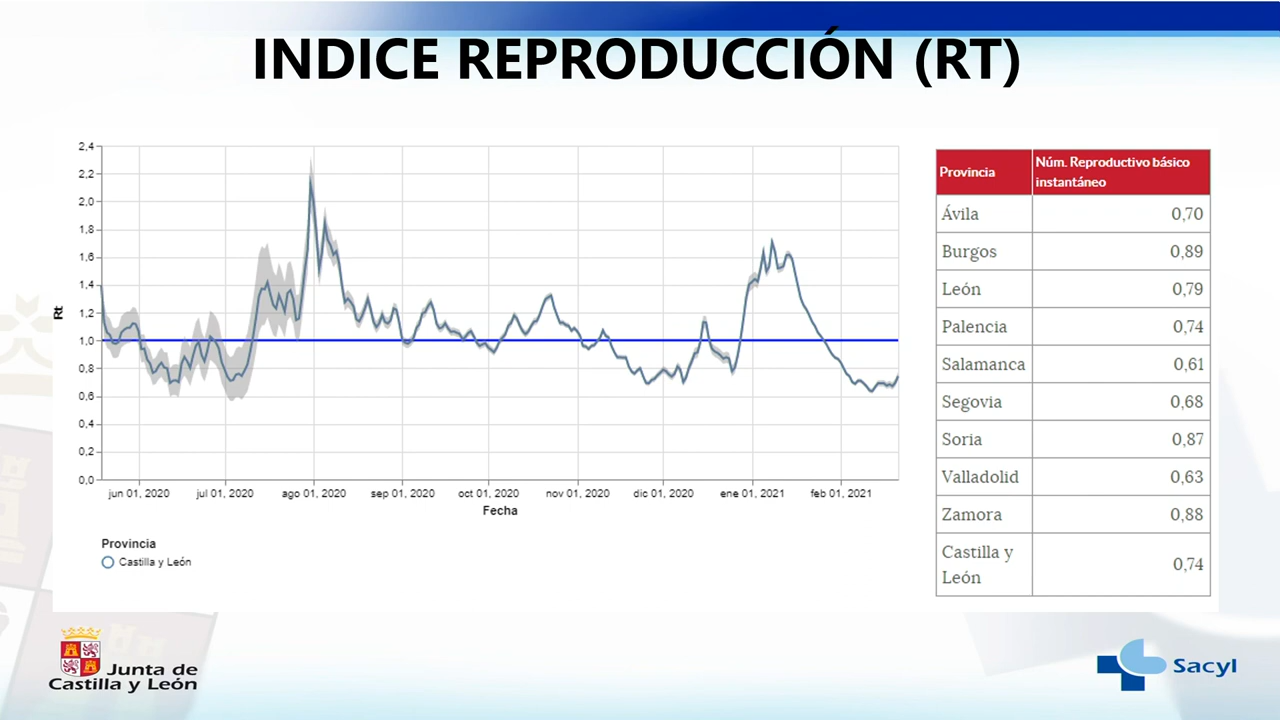 INDICE REPRODUCCIÓN (RT)
2,4
2,2
2,0
1,8
1,6
1,4
1,2
1,0
0,8
0,6
0,4
0,2
0,0
Rt
jun 01, 2020 jul 01, 2020 ago 01, 2020 sep 01, 2020 oct 01, 2020 nov 01, 2020 dic 01, 2020 ene 01, 2021 feb 01, 2021
Fecha
Provincia
Castilla y León
Provincia Núm. Reproductivo básico instantáneo
Ávila 0,70
Burgos 0,89
León 0,79
Palencia 0,74
Salamanca 0,61
Segovia 0,68
Soria 0,87
Valladolid 0,63
Zamora 0,88
Castilla y León 0,74
Junta de
Castilla y León
Sacyl